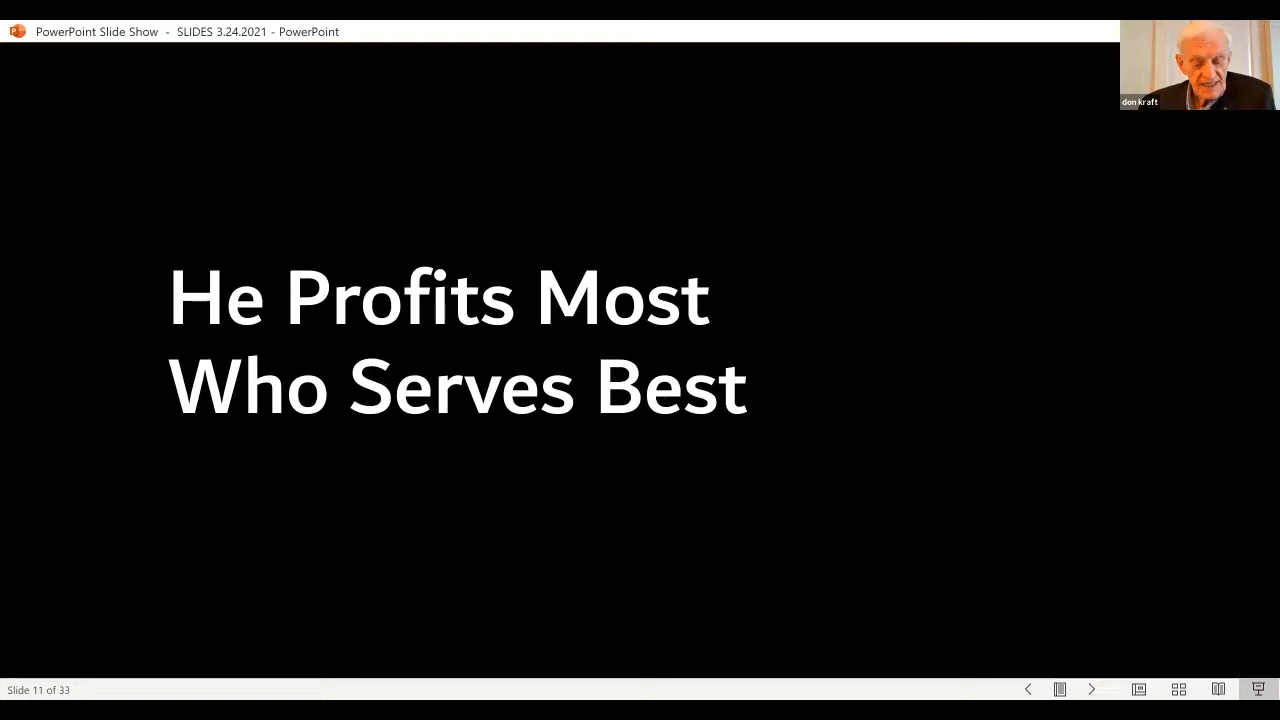 PowerPoint Slide Show - SLIDES 3.24.2021 - PowerPoint
don kraft
He Profits Most
Who Serves Best
Slide 11 of 33